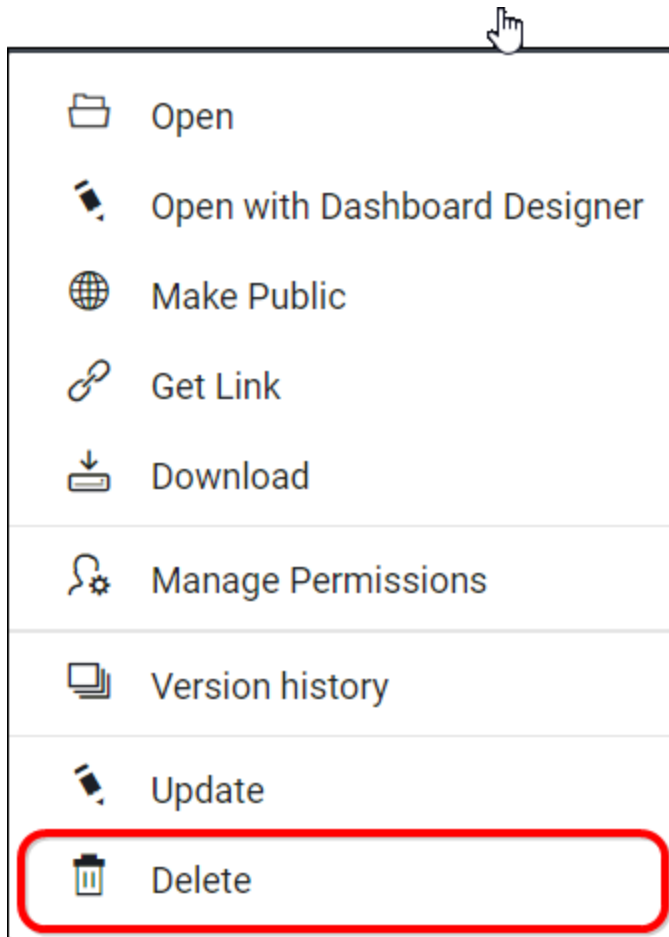 Open
Open with Dashboard Designer
Make Public
Get Link
Download
Manage Permissions
Version history
Update
Delete